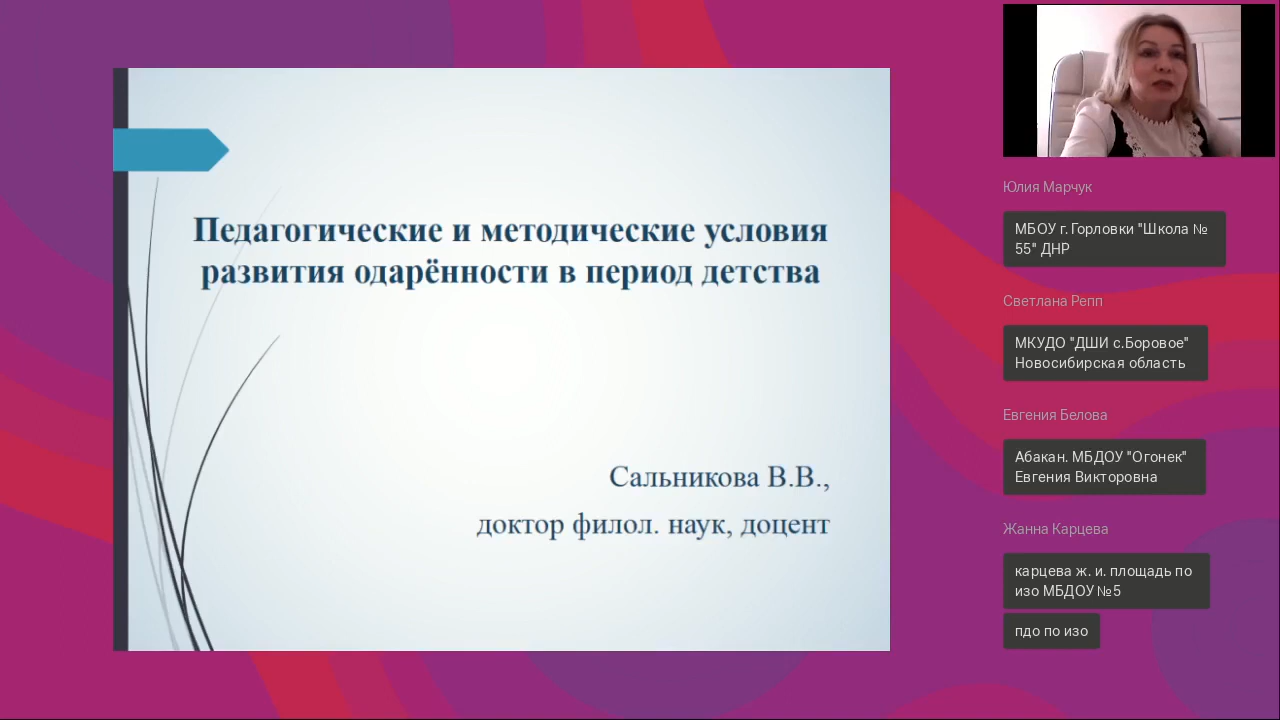 Педагогические и методические условия
развития одарённости в период детства
Сальникова В.В.,
доктор филол. наук, доцент
Юлия Марчук
МБОУ г. Горловки "Школа №
55" ДНР
Светлана Репп
МКУДО "ДШИ с.Боровое"
Новосибирская область
Евгения Белова
Абакан. МБДОУ "Огонек"
Евгения Викторовна
Жанна Карцева
карцева ж. и. площадь по
изо МБДОУ №5
пдо по изо